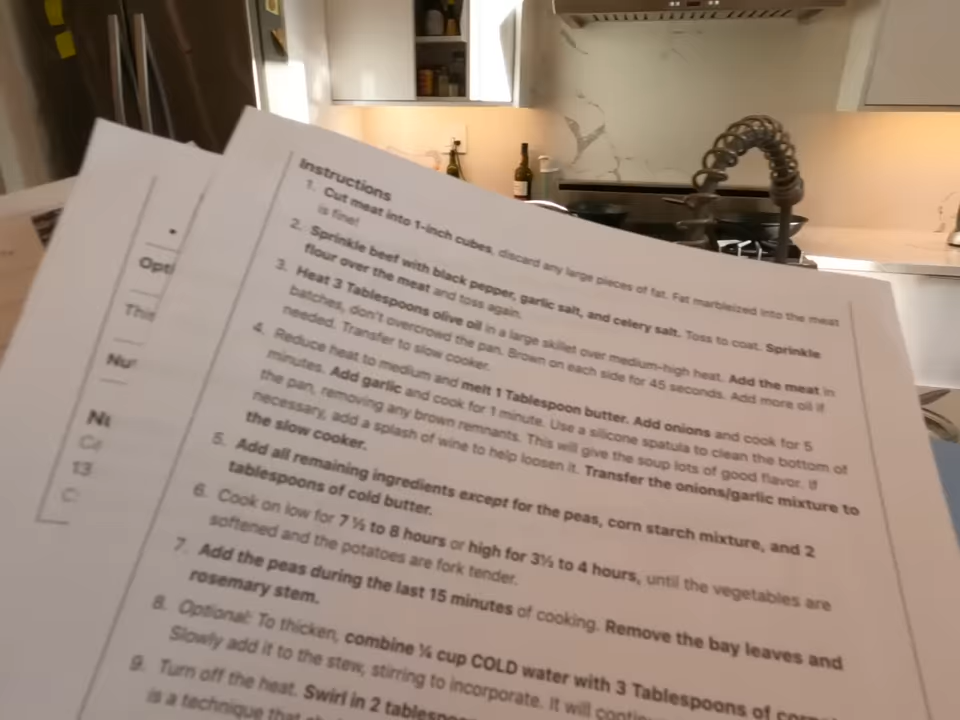 Instructions
1. Cut meat into 1-inch cubes, discard any large pieces of fat. Fat marbleized into the meat
is fine!
2. Sprinkle beef with black pepper, garlic salt, and celery salt. Toss to coat. Sprinkle
flour over the meat and toss again.
3. Heat 3 Tablespoons olive oil in a large skillet over medium-high heat. Add the meat in
batches, don't overcrowd the pan. Brown on each side for 45 seconds. Add more oil if
needed. Transfer to slow cooker.
4. Reduce heat to medium and melt 1 Tablespoon butter. Add onions and cook for 5
minutes. Add garlic and cook for 1 minute. Use a silicone spatula to clean the bottom of
the pan, removing any brown remnants. This will give the soup lots of good flavor. If
necessary, add a splash of wine to help loosen it. Transfer the onions/garlic mixture to
the slow cooker.
5. Add all remaining ingredients except for the peas, corn starch mixture, and 2
tablespoons of cold butter.
6. Cook on low for 7 ½ to 8 hours or high for 3½ to 4 hours, until the vegetables are
softened and the potatoes are fork tender.
7. Add the peas during the last 15 minutes of cooking. Remove the bay leaves and
rosemary stem.
8. Optional: To thicken, combine ¼ cup COLD water with 3 Tablespoons of corn
Slowly add it to the stew, stirring to incorporate. It will contin
9. Turn off the heat. Swirl in 2 tablespo
is a technique that
Opti
This
Nu
13